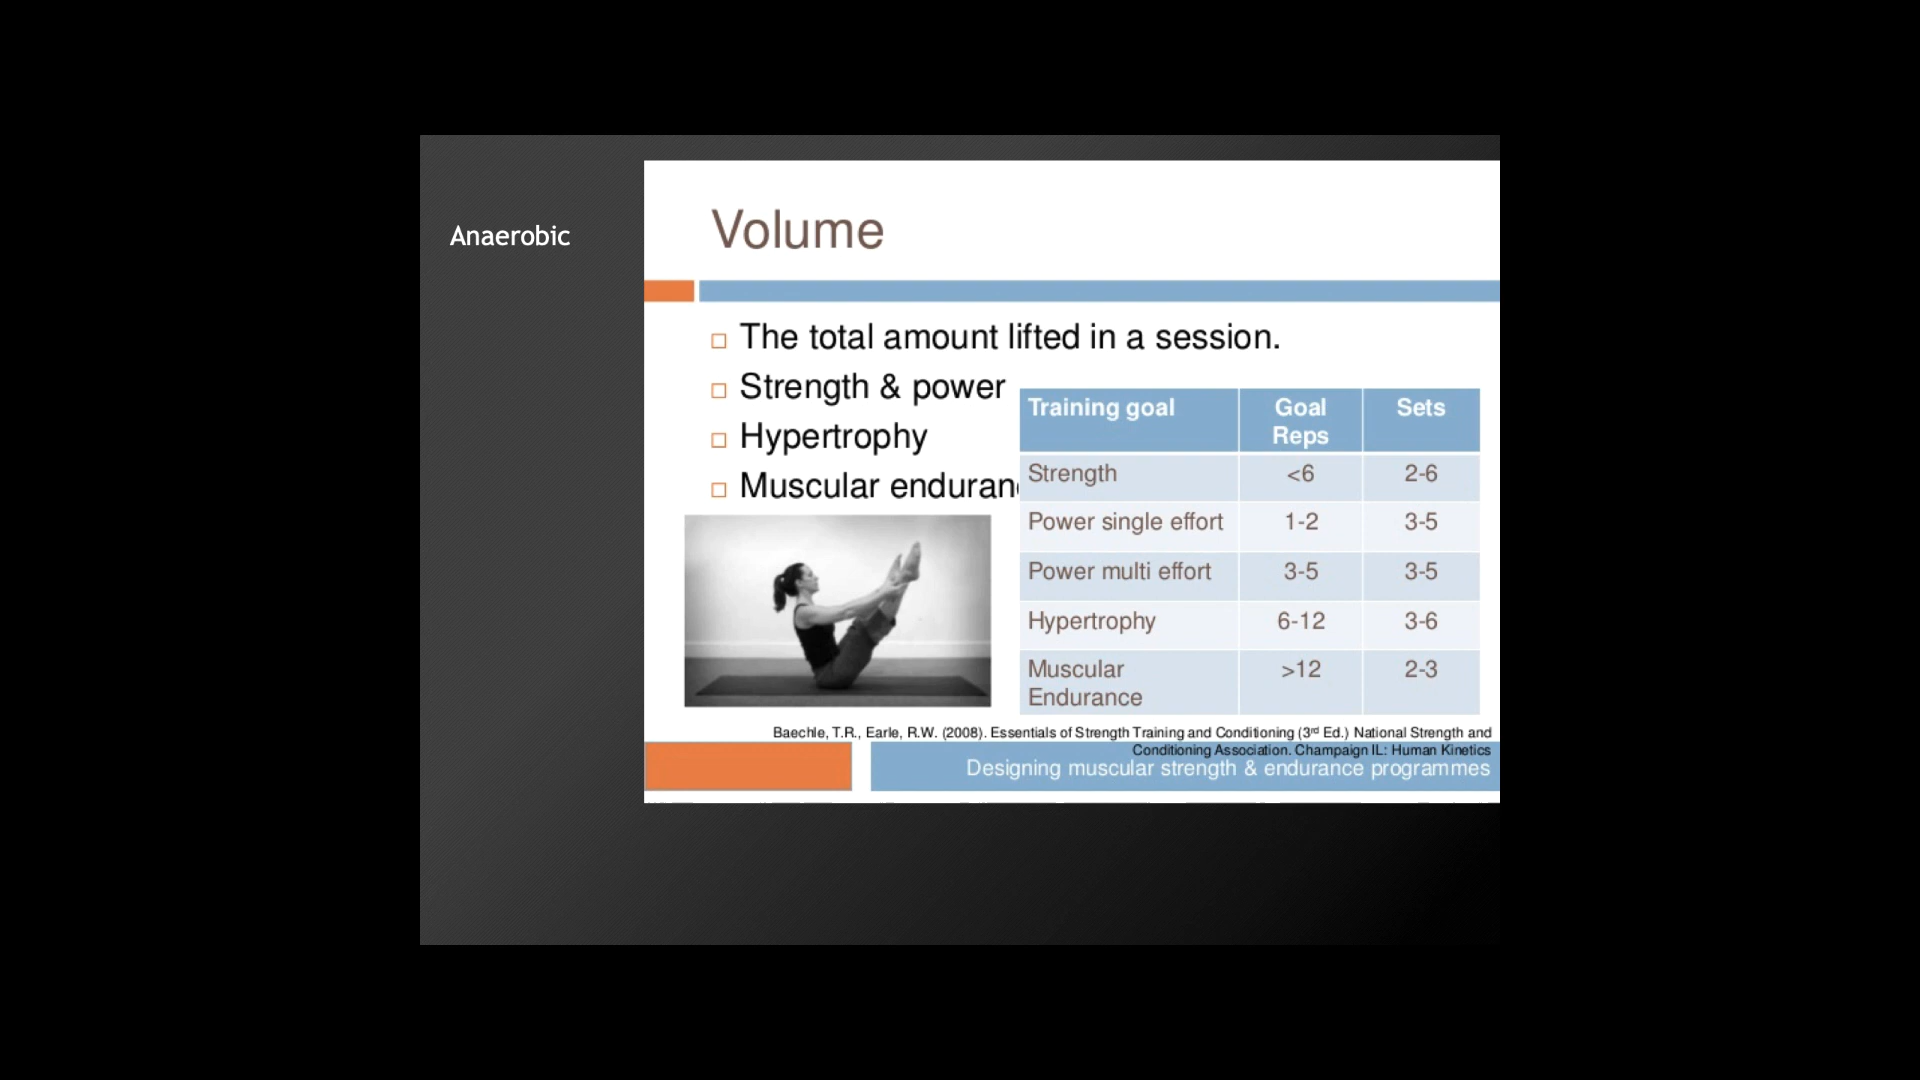 Anaerobic
Volume
The total amount lifted in a session.
Strength & power
Hypertrophy
Muscular enduran
Training goal Goal Reps Sets
Strength <6 2-6
Power single effort 1-2 3-5
Power multi effort 3-5 3-5
Hypertrophy 6-12 3-6
Muscular Endurance >12 2-3
Baechle, T.R., Earle, R.W. (2008). Essentials of Strength Training and Conditioning (3rd Ed.) National Strength and
Conditioning Association. Champaign IL: Human Kinetics
Designing muscular strength & endurance programmes